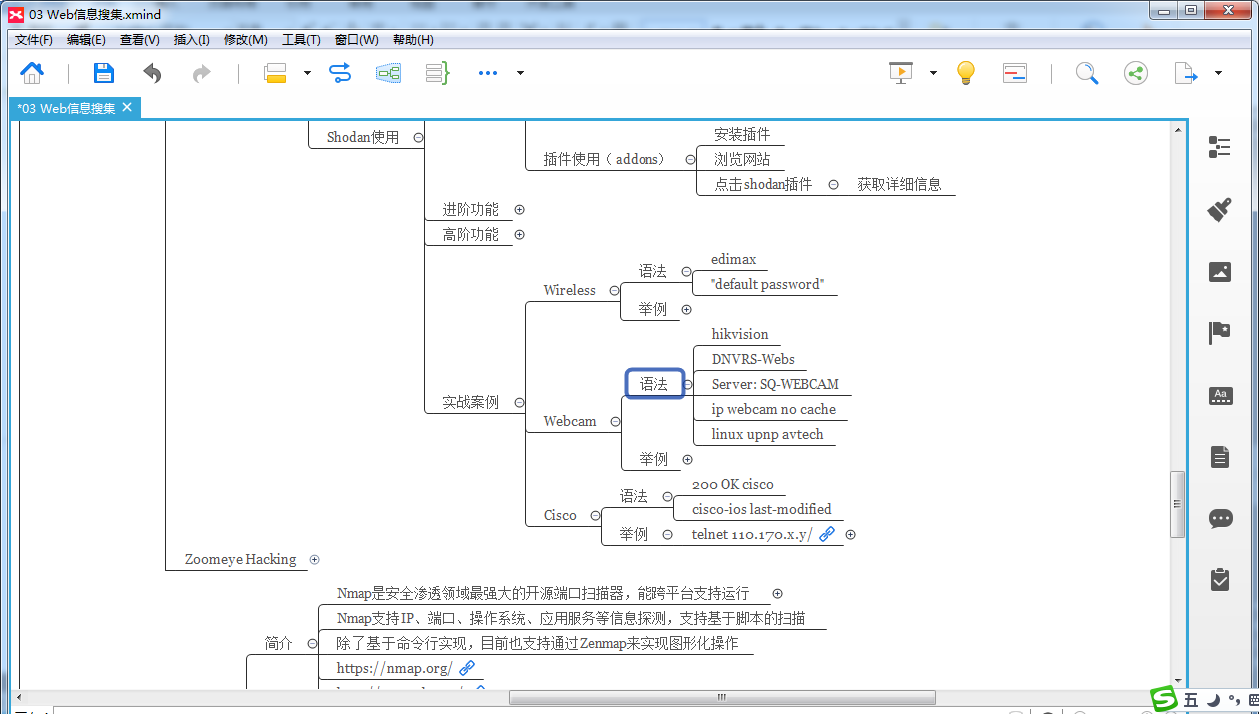 03 Web信息搜集.xmind
文件(F) 编辑(E) 查看(V) 插入(I) 修改(M) 工具(T) 窗口(W) 帮助(H)
*03 Web信息搜集
安装插件
Shodan使用
插件使用（addons）
浏览网站
点击shodan插件
获取详细信息
进阶功能
高阶功能
edimax
语法
"default password"
Wireless
举例
hikvision
DNVRS-Webs
语法
Server: SQ-WEBCAM
实战案例
ip webcam no cache
Webcam
linux upnp avtech
举例
200 OK cisco
语法
cisco-ios last-modified
Cisco
举例
telnet 110.170.x.y/
Zoomeye Hacking
Nmap是安全渗透领域最强大的开源端口扫描器，能跨平台支持运行
Nmap支持IP、端口、操作系统、应用服务等信息探测，支持基于脚本的扫描
简介
除了基于命令行实现，目前也支持通过Zenmap来实现图形化操作
https://nmap.org/
Aa
五